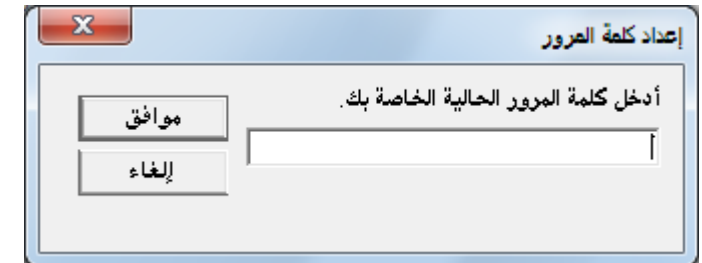 إعداد كلمة المرور
أدخل كلمة المرور الحالية الخاصة بك.
موافق
إلغاء